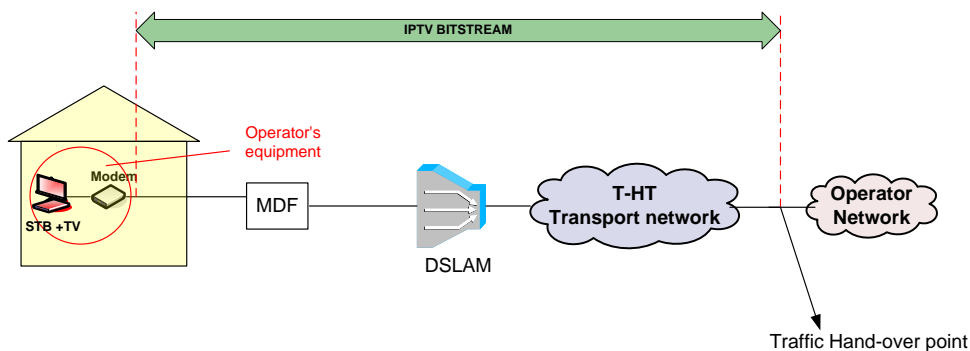 IPTV BITSTREAM
Operator's
equipment
Modem
STB +TV
MDF
DSLAM
T-HT
Transport network
Operator
Network
Traffic Hand-over point